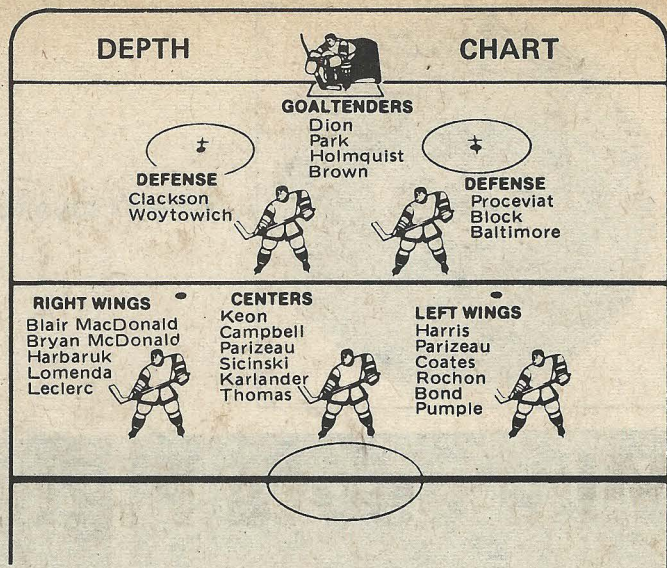 DEPTH CHART
GOALTENDERS
Dion
Park
Holmquist
Brown
DEFENSE
Clackson
Woytowich
DEFENSE
Proceviat
Block
Baltimore
RIGHT WINGS
Blair MacDonald
Bryan McDonald
Harbaruk
Lomenda
Leclerc
CENTERS
Keon
Campbell
Parizeau
Sicinski
Karlander
Thomas
LEFT WINGS
Harris
Parizeau
Coates
Rochon
Bond
Pumple